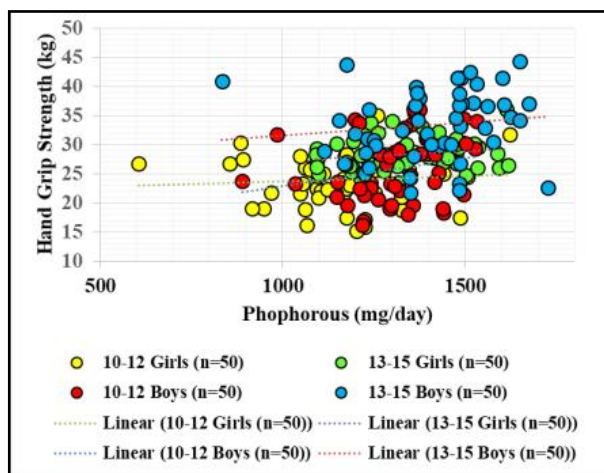 50
45
40
35
30
25
20
15
10
Hand Grip Strength (kg)
500 1000 1500
Phophorous (mg/day)
10-12 Girls (n=50) 13-15 Girls (n=50)
10-12 Boys (n=50) 13-15 Boys (n=50)
Linear (10-12 Girls (n=50)) Linear (13-15 Girls (n=50))
Linear (10-12 Boys (n=50)) Linear (13-15 Boys (n=50))